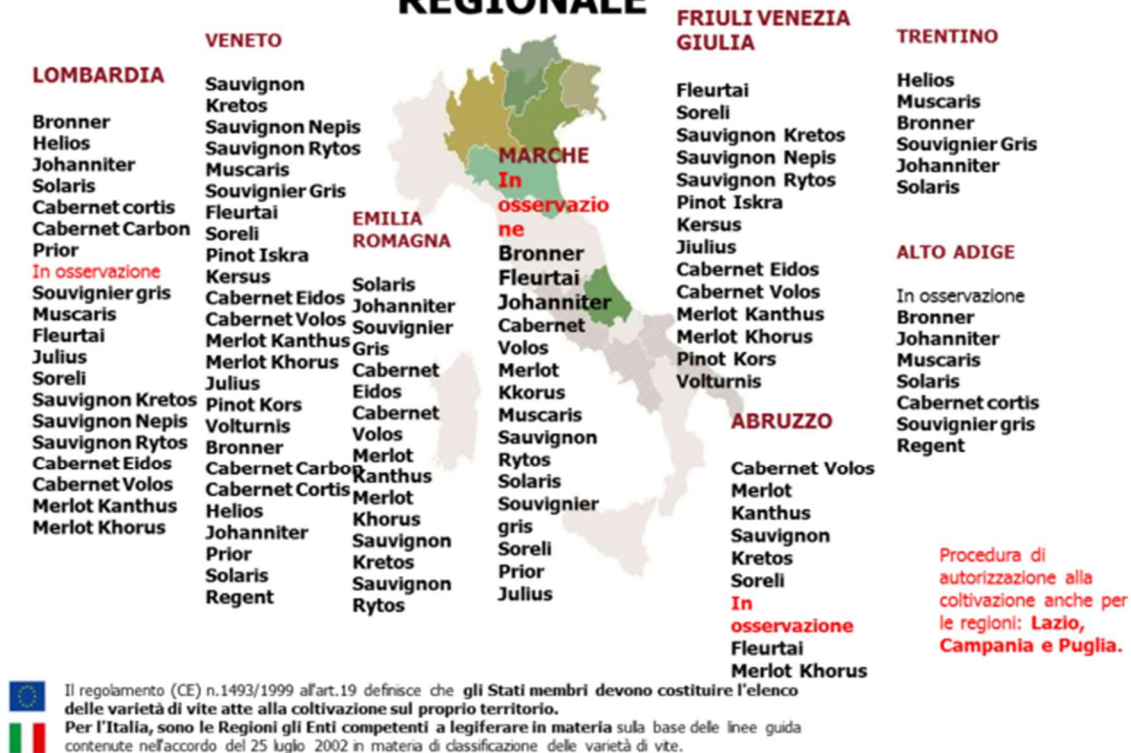 REGIONALE
LOMBARDIA
Bronner
Helios
Johanniter
Solaris
Cabernet cortis
Cabernet Carbon
Prior
In osservazione
Souvignier gris
Muscaris
Fleurtai
Julius
Soreli
Sauvignon Kretos
Sauvignon Nepis
Sauvignon Rytos
Cabernet Eidos
Cabernet Volos
Merlot Kanthus
Merlot Khorus
VENETO
Sauvignon
Kretos
Sauvignon Nepis
Sauvignon Rytos
Muscaris
Souvignier Gris
Fleurtai
Soreli
Pinot Iskra
Kersus
Cabernet Eidos
Cabernet Volos
Merlot Kanthus
Merlot Khorus
Julius
Pinot Kors
Volturnis
Bronner
Cabernet Carbon
Cabernet Cortis
Helios
Johanniter
Prior
Solaris
Regent
EMILIA
ROMAGNA
Solaris
Johanniter
Souvignier
Gris
Cabernet
Eidos
Cabernet
Volos
Merlot
Kanthus
Merlot
Khorus
Sauvignon
Kretos
Sauvignon
Rytos
MARCHE
In
osservazio
ne
Bronner
Fleurtai
Johanniter
Cabernet
Volos
Merlot
Kkorus
Muscaris
Sauvignon
Rytos
Solaris
Souvignier
gris
Soreli
Prior
Julius
FRIULI VENEZIA
GIULIA
Fleurtai
Soreli
Sauvignon Kretos
Sauvignon Nepis
Sauvignon Rytos
Pinot Iskra
Kersus
Jiulius
Cabernet Eidos
Cabernet Volos
Merlot Kanthus
Merlot Khorus
Pinot Kors
Volturnis
ABRUZZO
Cabernet Volos
Merlot
Kanthus
Sauvignon
Kretos
Soreli
In
osservazione
Fleurtai
Merlot Khorus
TRENTINO
Helios
Muscaris
Bronner
Souvignier Gris
Johanniter
Solaris
ALTO ADIGE
In osservazione
Bronner
Johanniter
Muscaris
Solaris
Cabernet cortis
Souvignier gris
Regent
Procedura di
autorizzazione alla
coltivazione anche per
le regioni: Lazio,
Campania e Puglia.
Il regolamento (CE) n.1493/1999 all'art.19 definisce che gli Stati membri devono costituire l'elenco
delle varietà di vite atte alla coltivazione sul proprio territorio.
Per l'Italia, sono le Regioni gli Enti competenti a legiferare in materia sulla base delle linee guida
contenute nell'accordo del 25 luglio 2002 in materia di classificazione delle varietà di vite.